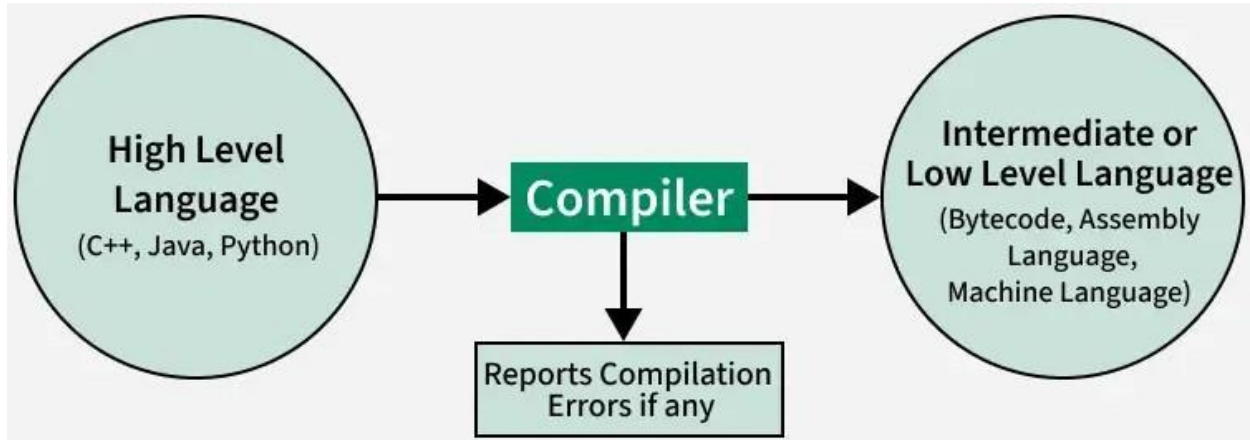 High Level
Language
(C++, Java, Python)
Compiler
Intermediate or
Low Level Language
(Bytecode, Assembly
Language,
Machine Language)
Reports Compilation
Errors if any